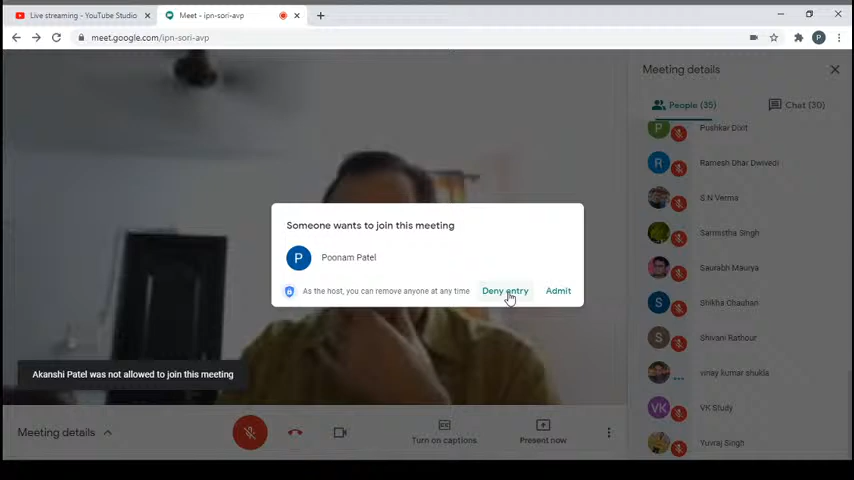 Live streaming - YouTube Studio
Meet - ipn-sori-avp
meet.google.com/ipn-sori-avp
P
Meeting details
People (35)
Chat (30)
P
Pushkar Dixit
R
Ramesh Dhar Dwivedi
S.N Verma
Sarmistha Singh
Saurabh Maurya
S
Shikha Chauhan
S
Shivani Rathour
vinay kumar shukla
VK
VK Study
Yuvraj Singh
Someone wants to join this meeting
P
Poonam Patel
As the host, you can remove anyone at any time
Deny entry
Admit
Akanshi Patel was not allowed to join this meeting
Meeting details
Turn on captions
Present now